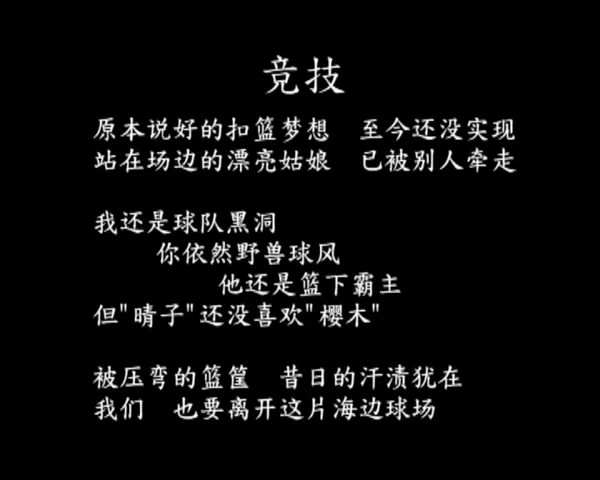 竞技
原本说好的扣篮梦想　至今还没实现
站在场边的漂亮姑娘　已被别人牵走
我还是球队黑洞
你依然野兽球风
他还是篮下霸主
但"晴子"还没喜欢"樱木"
被压弯的篮筐　昔日的汗渍犹在
我们　也要离开这片海边球场